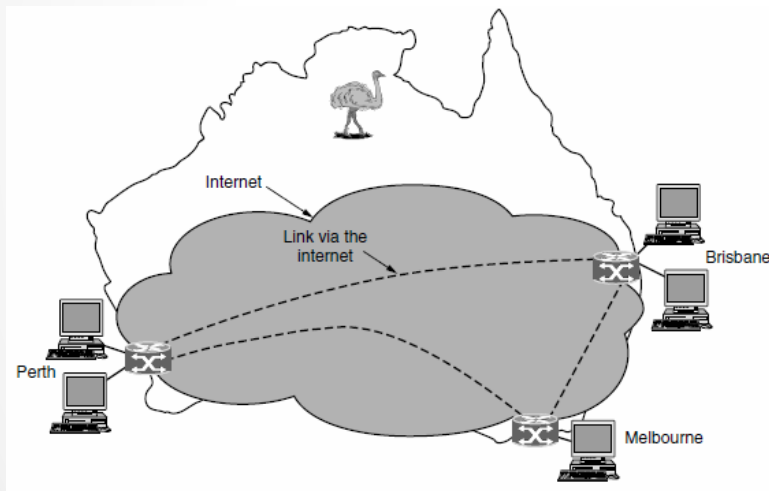 Internet
Link via the
internet
Brisbane
Perth
Melbourne